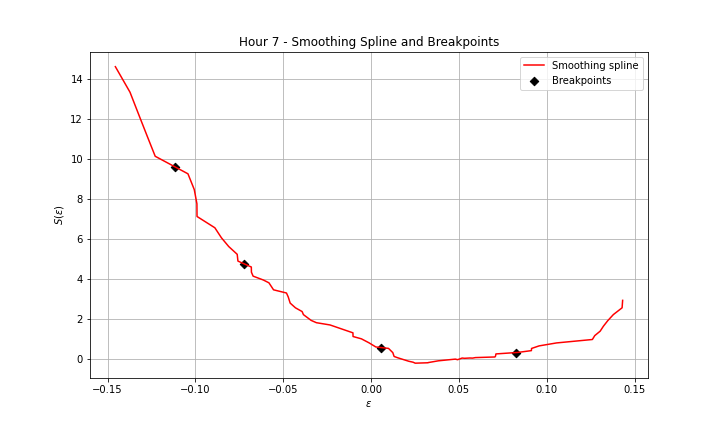 Hour 7 - Smoothing Spline and Breakpoints
Smoothing spline
Breakpoints
14
12
10
8
6
4
2
0
S(ε)
−0.15 −0.10 −0.05 0.00 0.05 0.10 0.15
ε